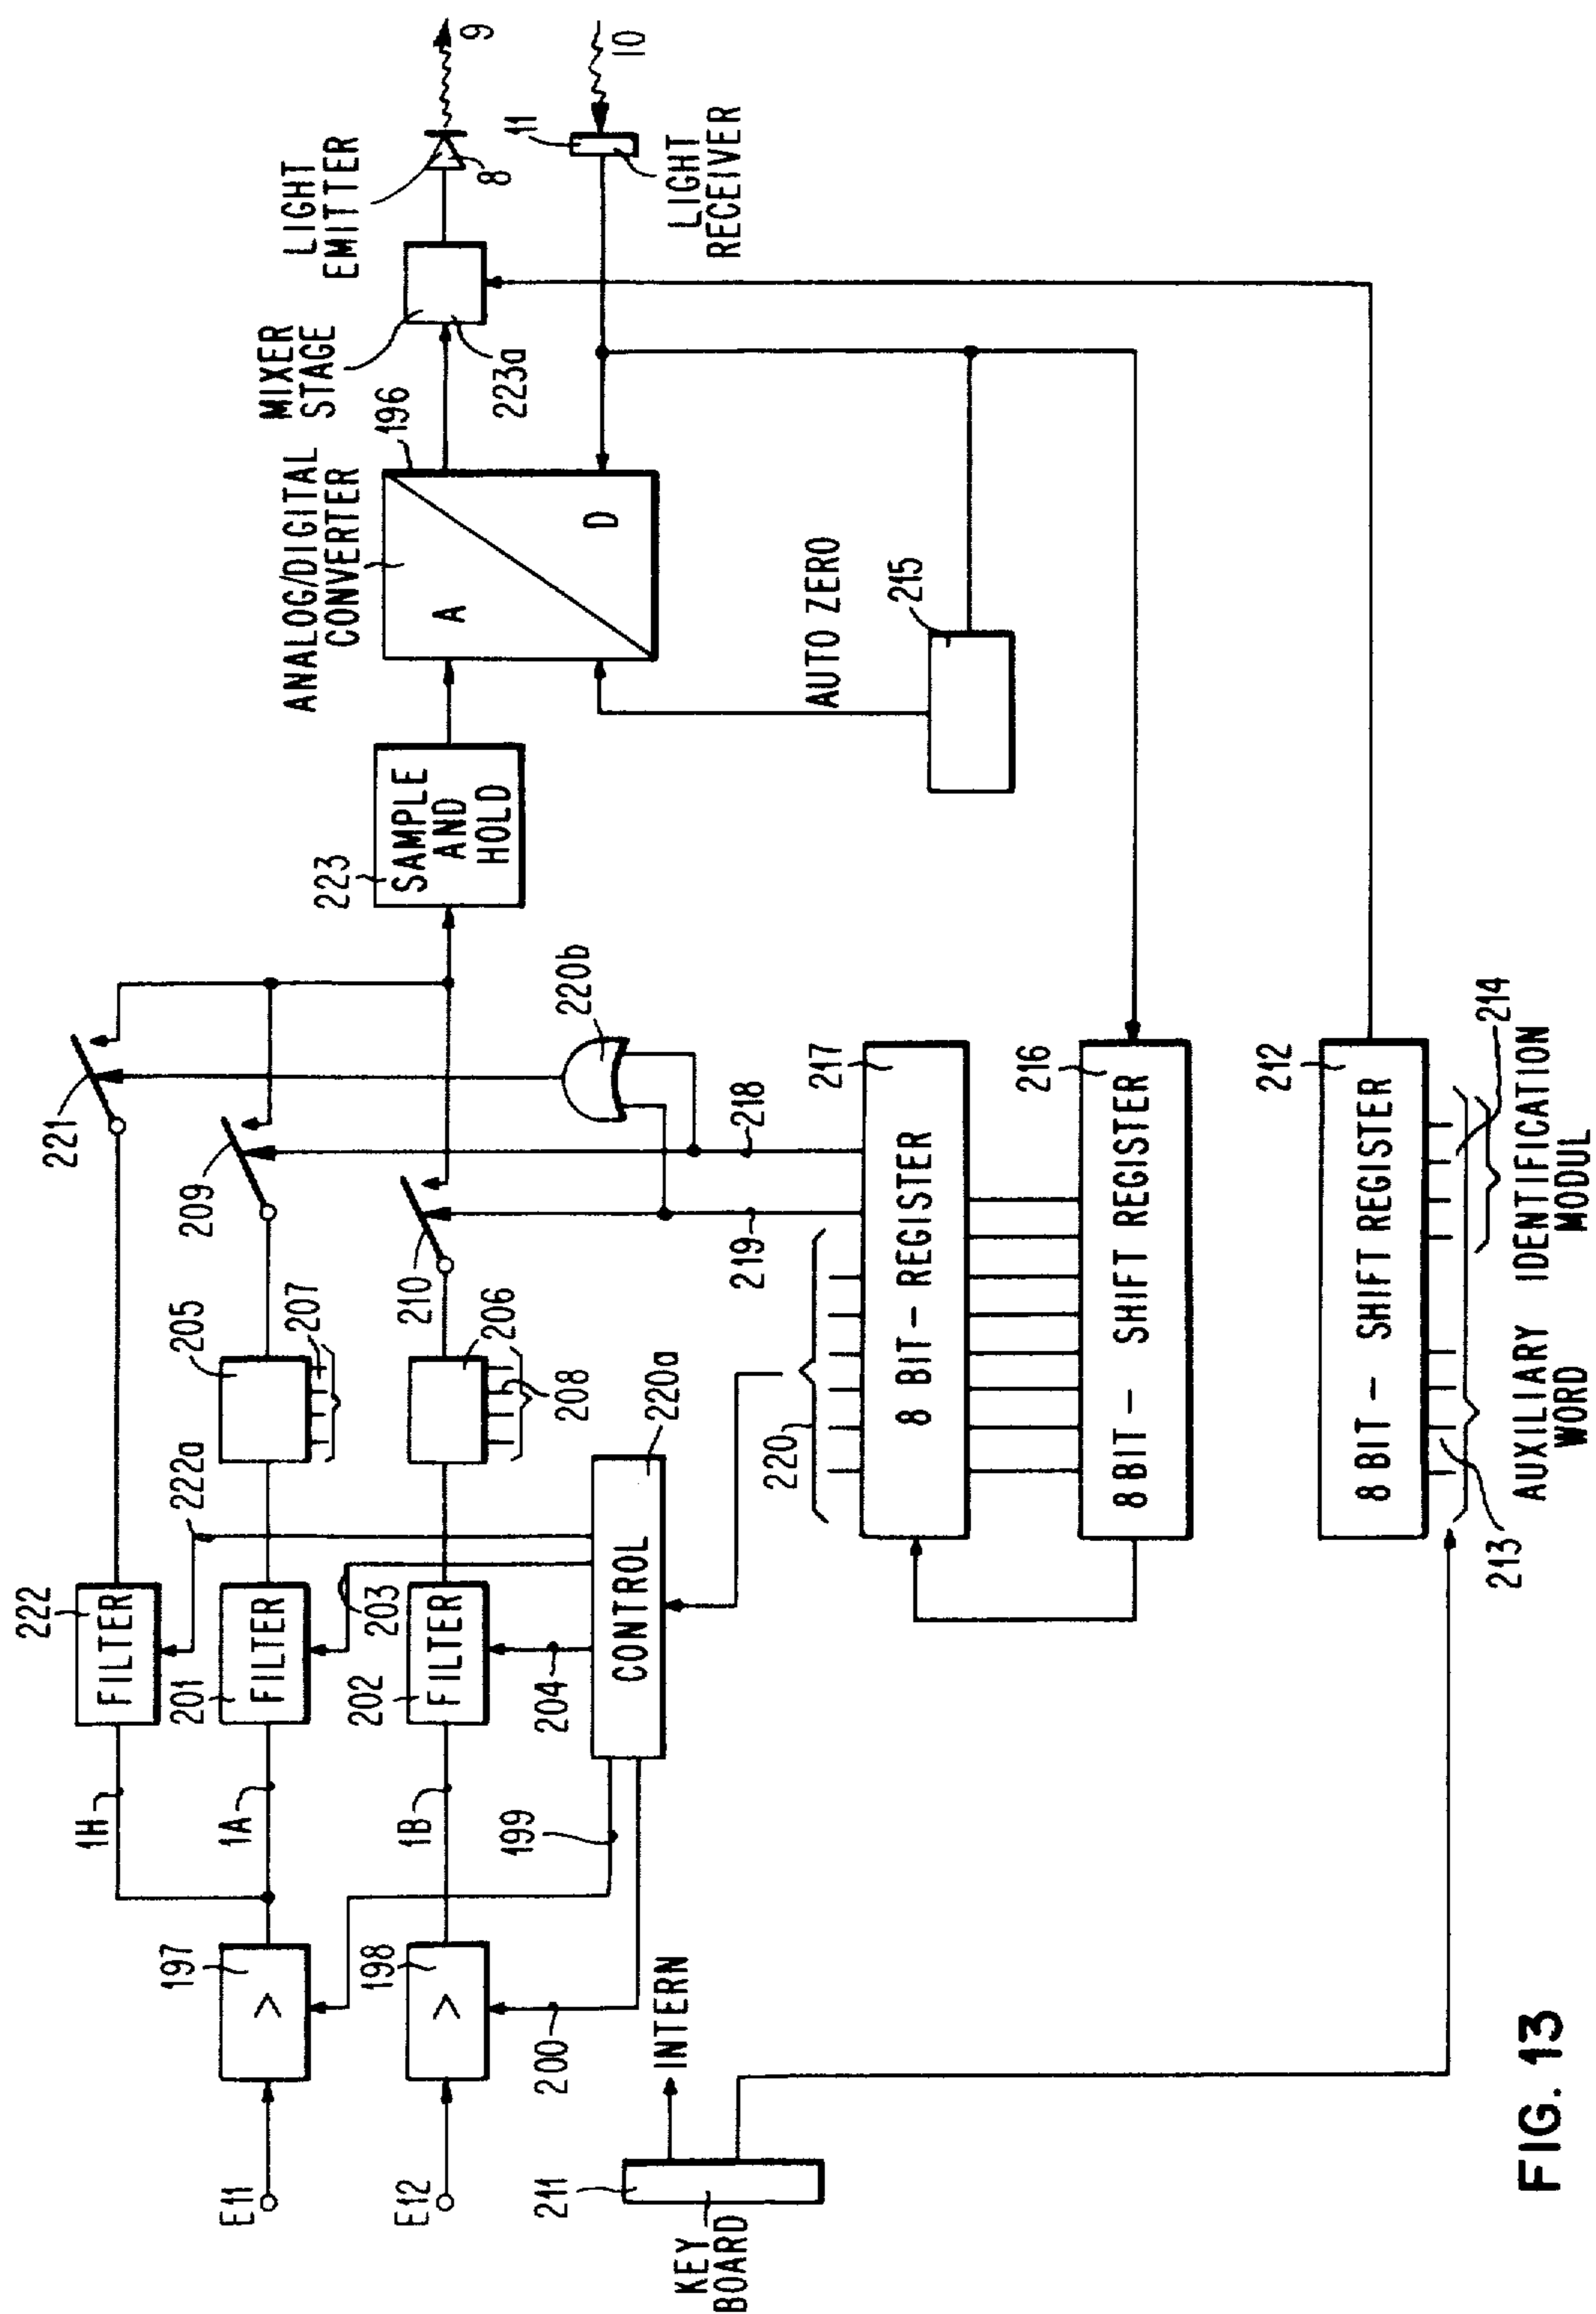 221
222
FILTER
1H
222a
209
205
207
201
FILTER
1A
203
197
>
E11
210
206
208
202
FILTER
1B
204
198
>
E12
200
199
CONTROL
220a
220b
218
219
220
223
SAMPLE
AND
HOLD
ANALOG/DIGITAL
CONVERTER
196
A
D
MIXER
STAGE
223a
LIGHT
EMITTER
8
9
10
11
LIGHT
RECEIVER
AUTO ZERO
215
217
8 BIT – REGISTER
216
8 BIT – SHIFT REGISTER
212
8 BIT – SHIFT REGISTER
213
214
AUXILIARY
WORD
IDENTIFICATION
MODUL
INTERN
211
KEY
BOARD
FIG. 13